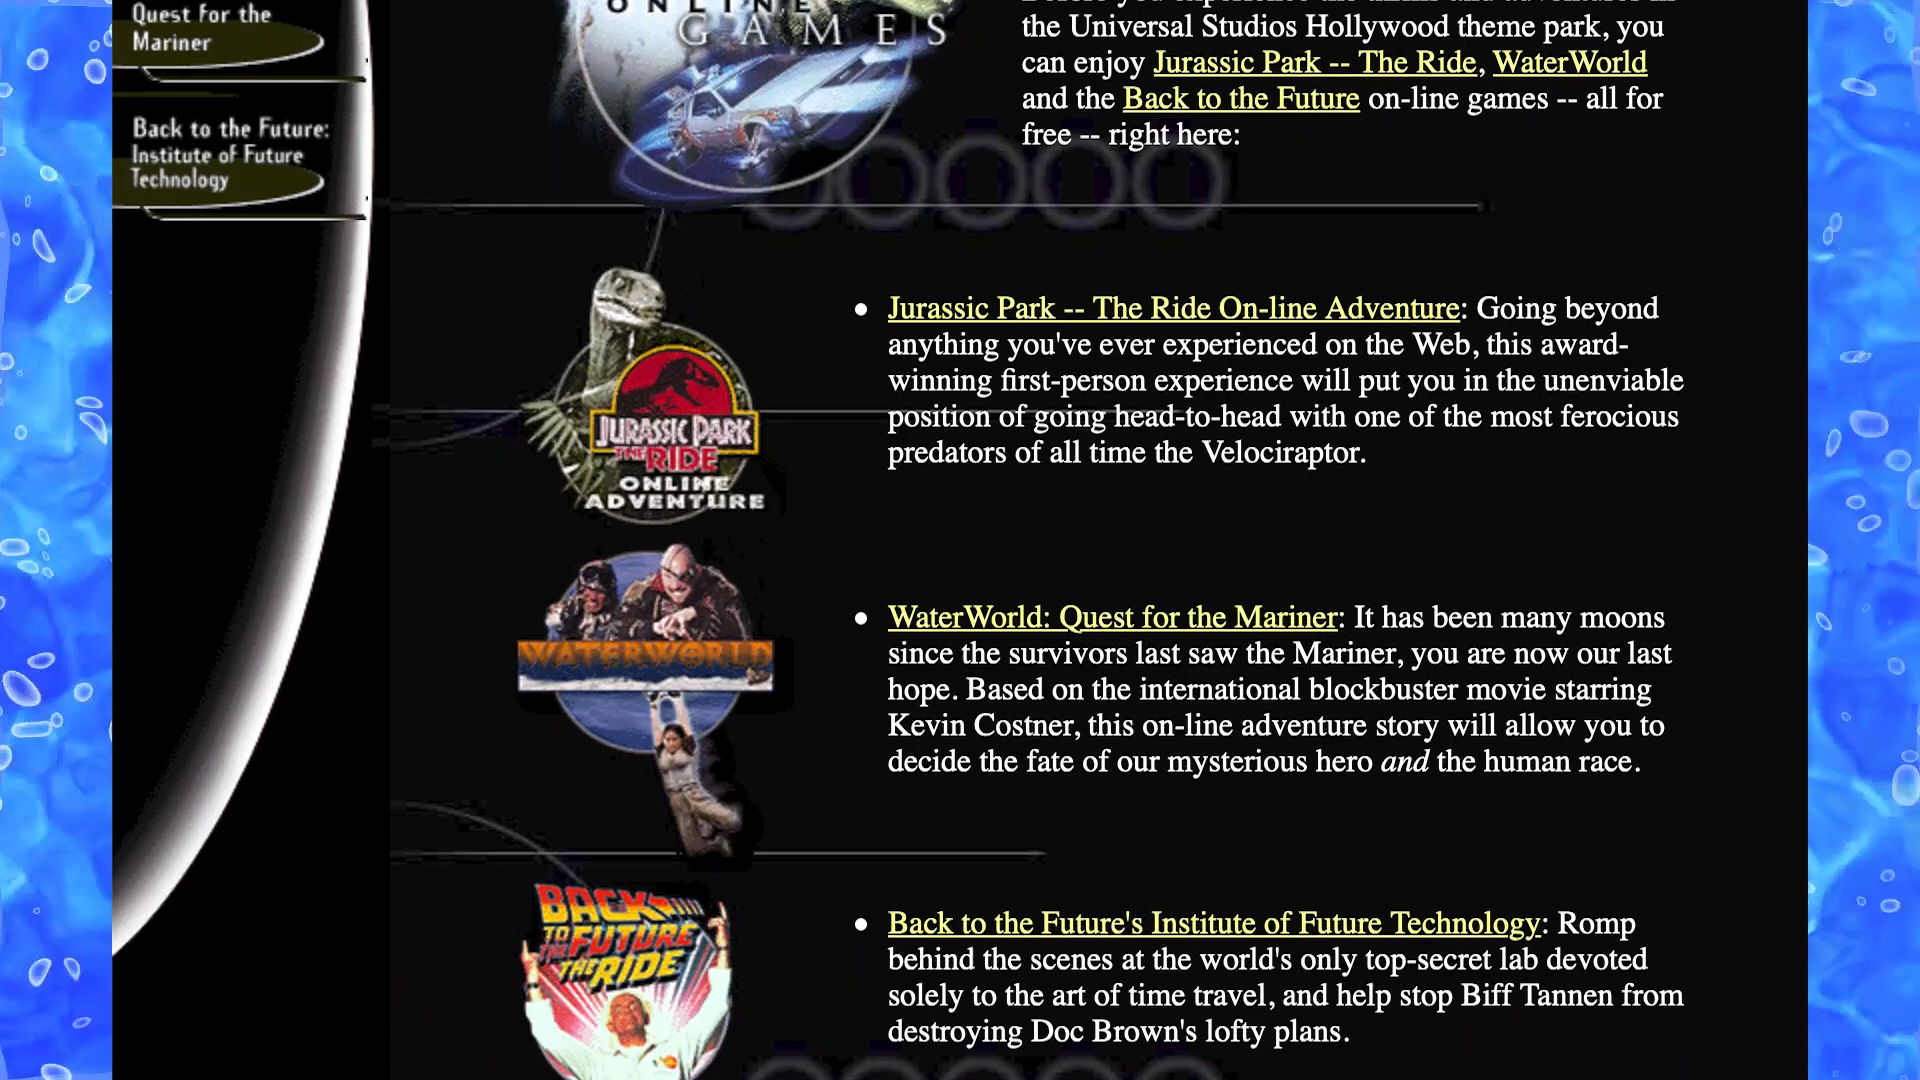 Quest for the
Mariner
Back to the Future:
Institute of Future
Technology
ONLINE
GAMES
the Universal Studios Hollywood theme park, you
can enjoy Jurassic Park -- The Ride, WaterWorld
and the Back to the Future on-line games -- all for
free -- right here:
JURASSIC PARK
THE RIDE
ONLINE
ADVENTURE
• Jurassic Park -- The Ride On-line Adventure: Going beyond
anything you've ever experienced on the Web, this award-
winning first-person experience will put you in the unenviable
position of going head-to-head with one of the most ferocious
predators of all time the Velociraptor.
WATERWORLD
• WaterWorld: Quest for the Mariner: It has been many moons
since the survivors last saw the Mariner, you are now our last
hope. Based on the international blockbuster movie starring
Kevin Costner, this on-line adventure story will allow you to
decide the fate of our mysterious hero and the human race.
BACK
TO
THE FUTURE
THE RIDE
• Back to the Future's Institute of Future Technology: Romp
behind the scenes at the world's only top-secret lab devoted
solely to the art of time travel, and help stop Biff Tannen from
destroying Doc Brown's lofty plans.